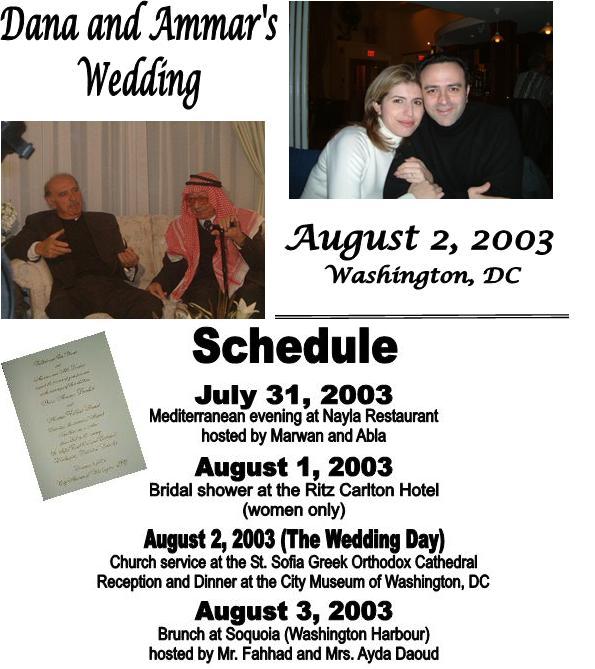 Dana and Ammar's
Wedding
August 2, 2003
Washington, DC
Schedule
July 31, 2003
Mediterranean evening at Nayla Restaurant
hosted by Marwan and Abla
August 1, 2003
Bridal shower at the Ritz Carlton Hotel
(women only)
August 2, 2003 (The Wedding Day)
Church service at the St. Sofia Greek Orthodox Cathedral
Reception and Dinner at the City Museum of Washington, DC
August 3, 2003
Brunch at Soquoia (Washington Harbour)
hosted by Mr. Fahhad and Mrs. Ayda Daoud